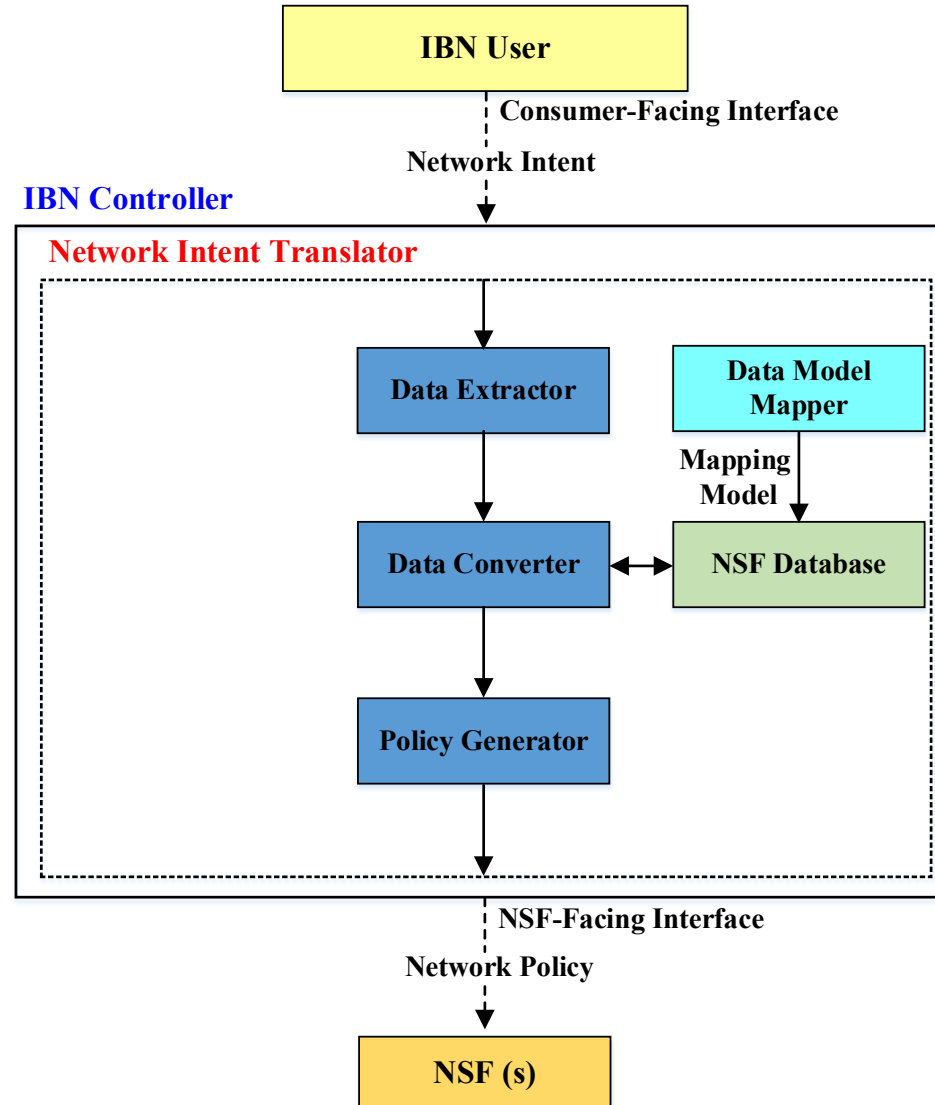 IBN User
Consumer-Facing Interface
Network Intent
IBN Controller
Network Intent Translator
Data Extractor
Data Model
Mapper
Mapping
Model
Data Converter
NSF Database
Policy Generator
NSF-Facing Interface
Network Policy
NSF (s)